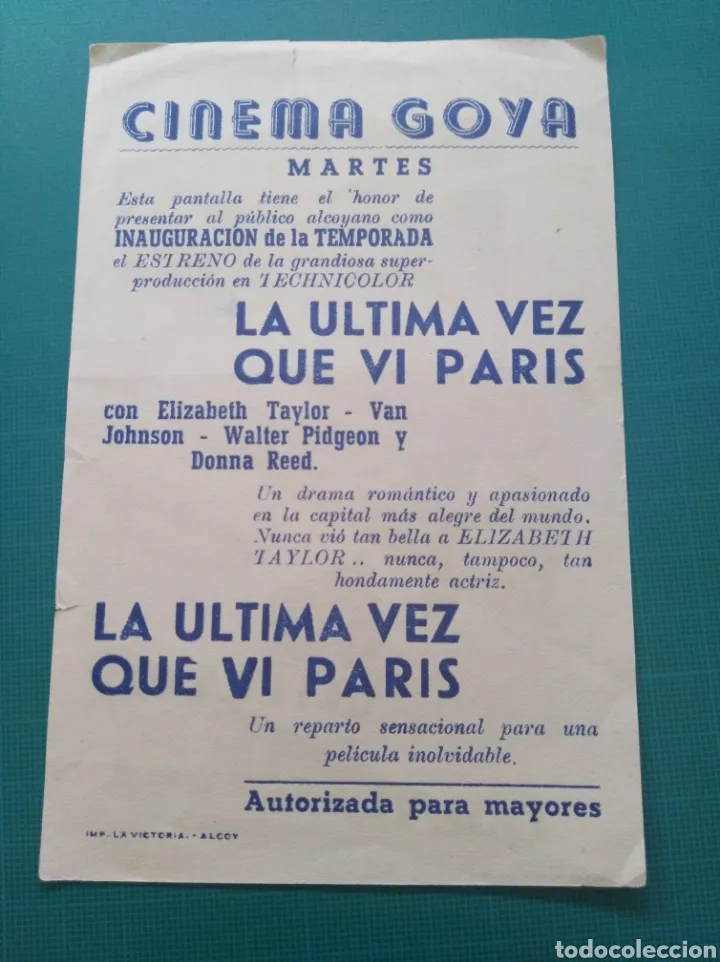 CINEMA GOYA
MARTES
Esta pantalla tiene el honor de
presentar al público alcoyano como
INAUGURACIÓN de la TEMPORADA
el ESTRENO de la grandiosa super-
producción en TECHNICOLOR
LA ULTIMA VEZ
QUE VI PARIS
con Elizabeth Taylor - Van
Johnson - Walter Pidgeon y
Donna Reed.
Un drama romántico y apasionado
en la capital más alegre del mundo.
Nunca vió tan bella a ELIZABETH
TAYLOR.. nunca, tampoco, tan
hondamente actriz.
LA ULTIMA VEZ
QUE VI PARIS
Un reparto sensacional para una
película inolvidable.
Autorizada para mayores
IMP. LA VICTORIA. - ALCOY
todocoleccion